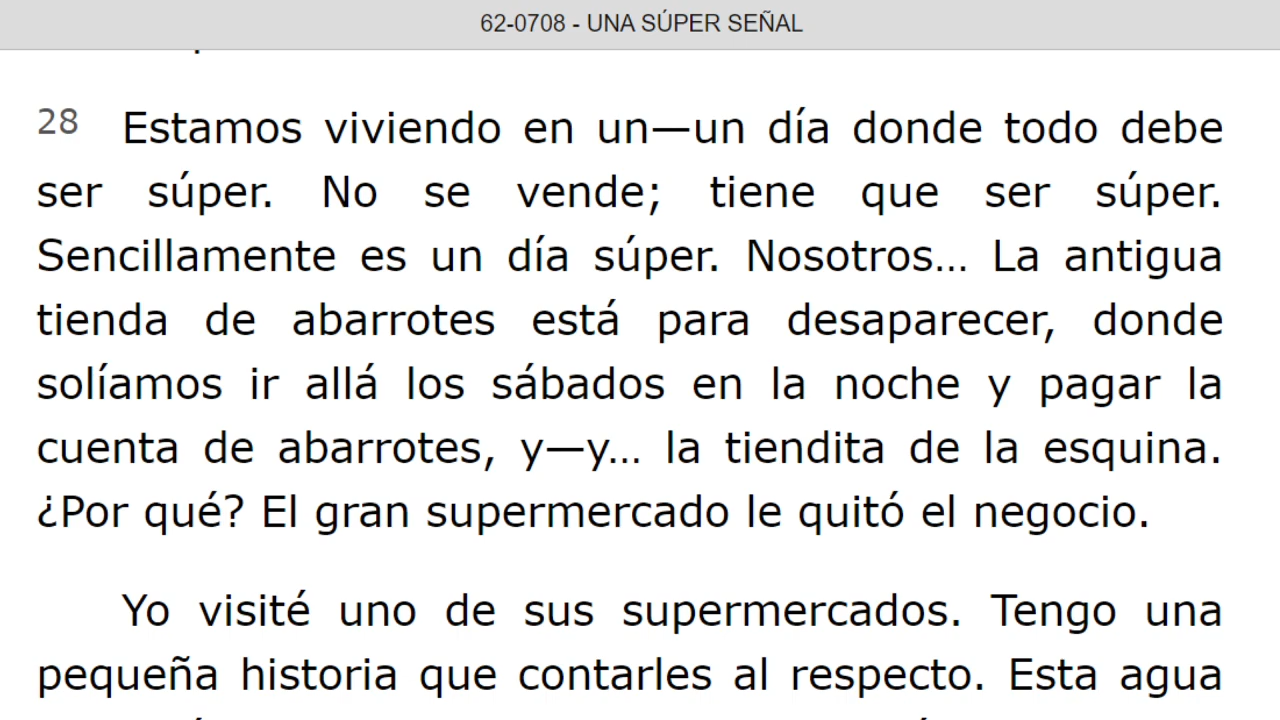 62-0708 - UNA SÚPER SEÑAL
28 Estamos viviendo en un—un día donde todo debe
ser súper. No se vende; tiene que ser súper.
Sencillamente es un día súper. Nosotros… La antigua
tienda de abarrotes está para desaparecer, donde
solíamos ir allá los sábados en la noche y pagar la
cuenta de abarrotes, y—y… la tiendita de la esquina.
¿Por qué? El gran supermercado le quitó el negocio.
Yo visité uno de sus supermercados. Tengo una
pequeña historia que contarles al respecto. Esta agua